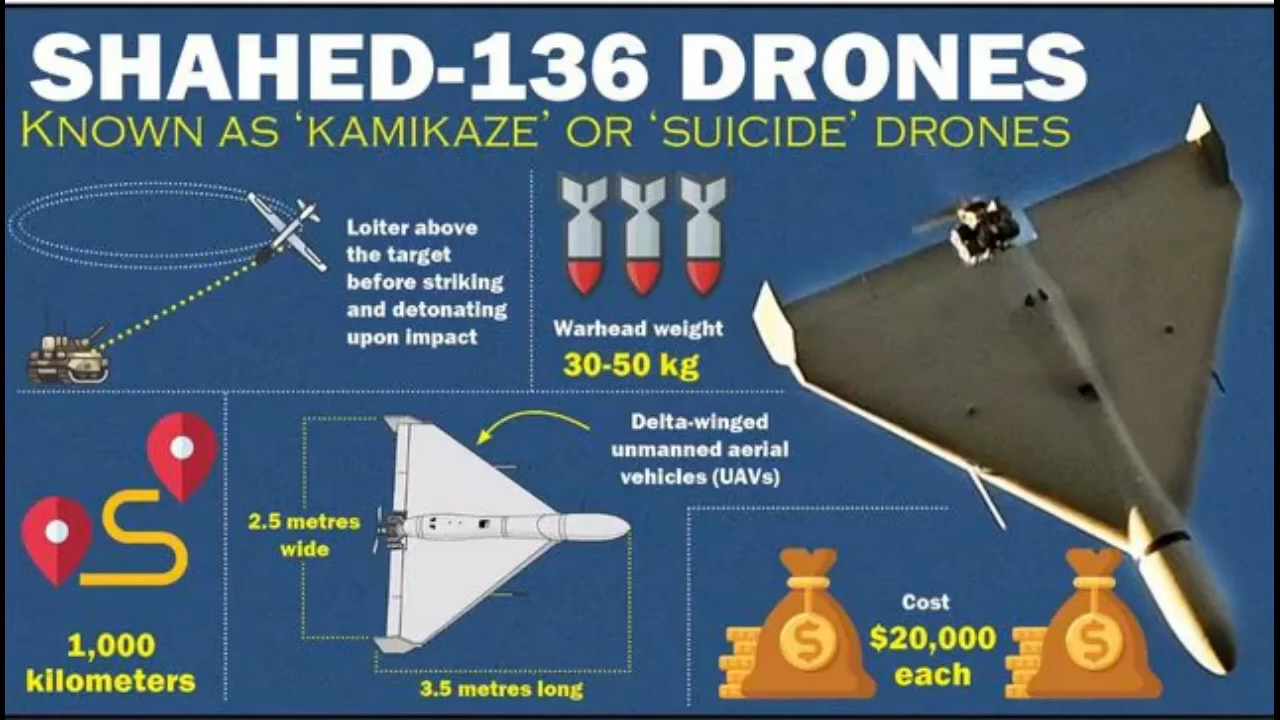 SHAHED-136 DRONES
KNOWN AS ‘KAMIKAZE’ OR ‘SUICIDE’ DRONES
Loiter above
the target
before striking
and detonating
upon impact
Warhead weight
30-50 kg
1,000
kilometers
Delta-winged
unmanned aerial
vehicles (UAVs)
2.5 metres
wide
3.5 metres long
Cost
$20,000
each
$
$